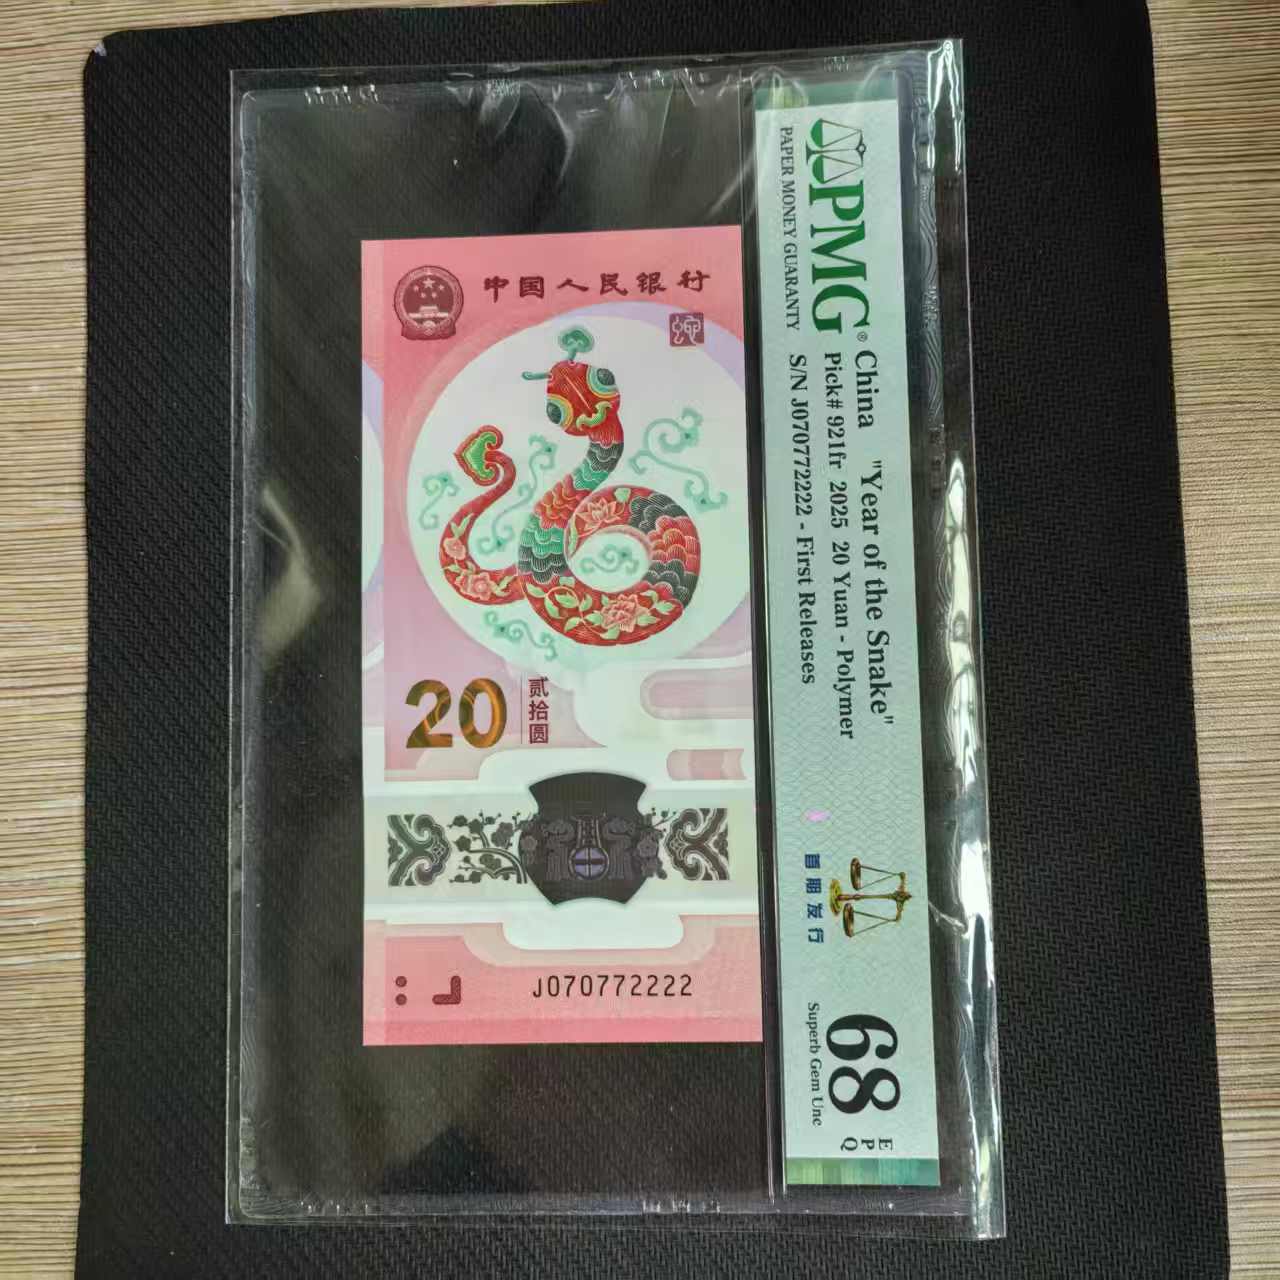 中国人民银行
蛇
20
贰拾圆
J070772222
PMG®
PAPER MONEY GUARANTY
China "Year of the Snake"
Pick# 921fr 2025 20 Yuan - Polymer
S/N J070772222 - First Releases
首期发行
68
EPQ
Superb Gem Unc